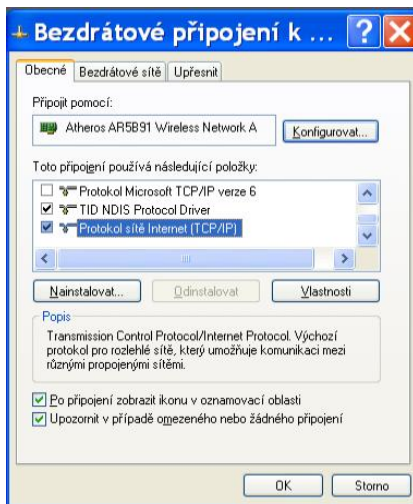 Bezdrátové připojení k ...
Obecné Bezdrátové sítě Upřesnit
Připojit pomocí:
Atheros AR5B91 Wireless Network A
Konfigurovat...
Toto připojení používá následující položky:
Protokol Microsoft TCP/IP verze 6
TID NDIS Protocol Driver
Protokol sítě Internet (TCP/IP)
Nainstalovat... Odinstalovat Vlastnosti
Popis
Transmission Control Protocol/Internet Protocol. Výchozí
protokol pro rozlehlé sítě, který umožňuje komunikaci mezi
různými propojenými sítěmi.
Po připojení zobrazit ikonu v oznamovací oblasti
Upozornit v případě omezeného nebo žádného připojení
OK Storno